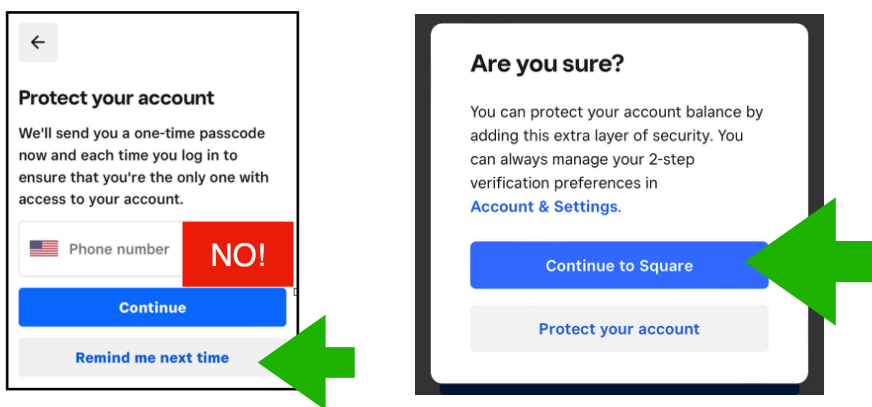 Protect your account
We'll send you a one-time passcode
now and each time you log in to
ensure that you're the only one with
access to your account.
Phone number
NO!
Continue
Remind me next time
Are you sure?
You can protect your account balance by
adding this extra layer of security. You
can always manage your 2-step
verification preferences in
Account & Settings.
Continue to Square
Protect your account